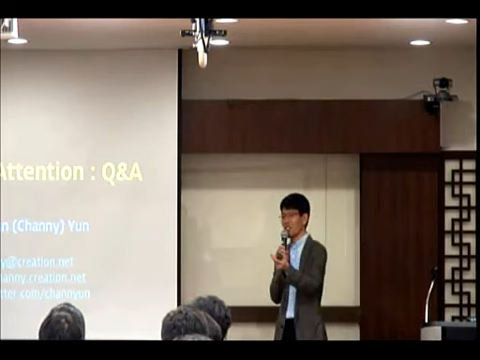 Attention : Q&A
n (Channy) Yun
y@creation.net
hanny.creation.net
tter.com/channyun